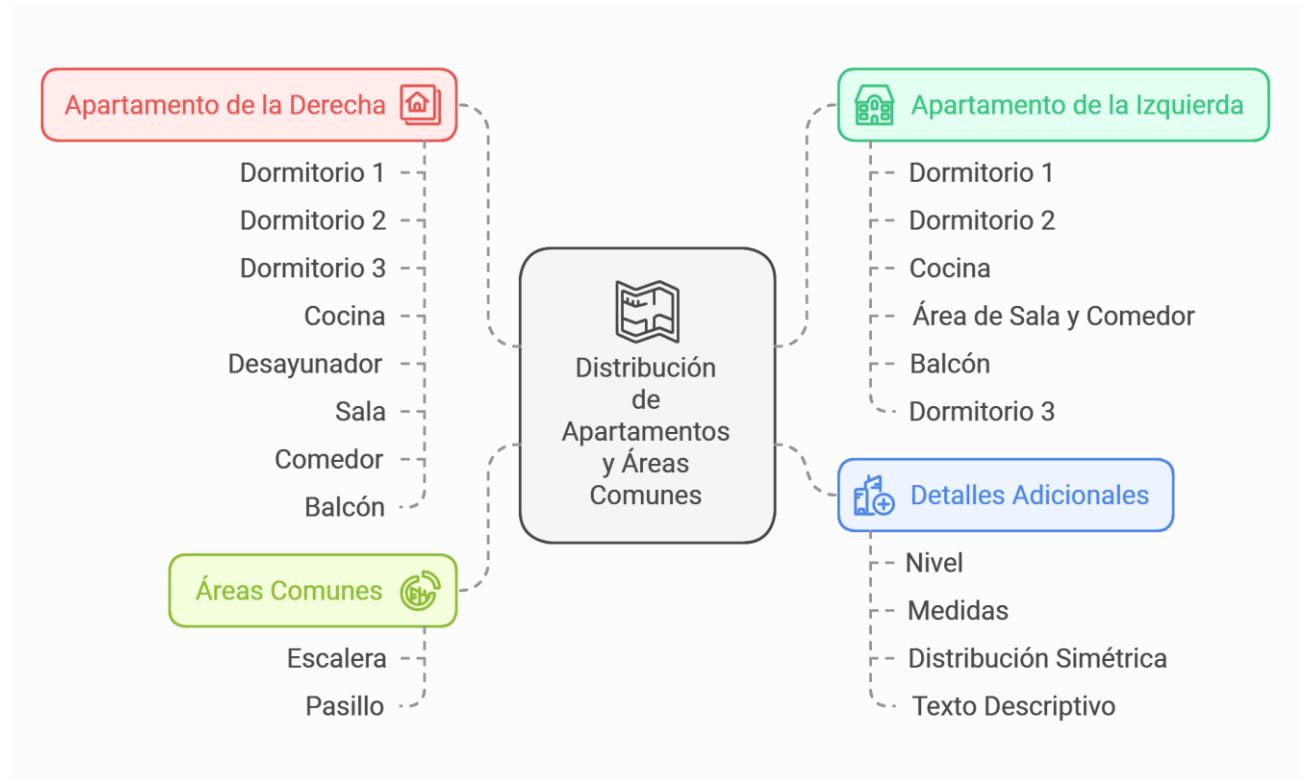 Apartamento de la Derecha
Dormitorio 1
Dormitorio 2
Dormitorio 3
Cocina
Desayunador
Sala
Comedor
Balcón
Áreas Comunes
Escalera
Pasillo
Distribución
de
Apartamentos
y Áreas
Comunes
Apartamento de la Izquierda
Dormitorio 1
Dormitorio 2
Cocina
Área de Sala y Comedor
Balcón
Dormitorio 3
Detalles Adicionales
Nivel
Medidas
Distribución Simétrica
Texto Descriptivo